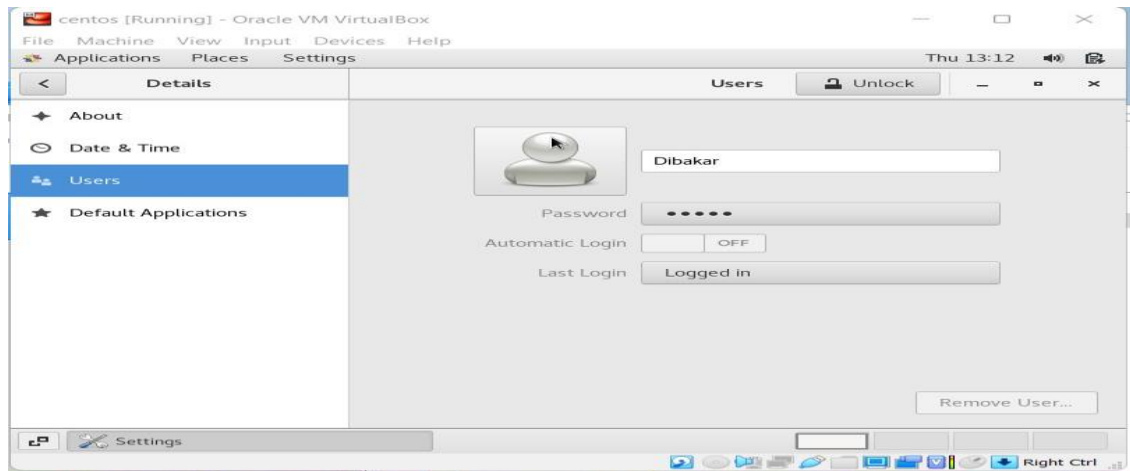 centos [Running] - Oracle VM VirtualBox
File Machine View Input Devices Help
Applications Places Settings Thu 13:12
< Details Users Unlock
About
Date & Time
Users
Default Applications
Dibakar
Password •••••
Automatic Login OFF
Last Login Logged in
Remove User...
Settings
Right Ctrl